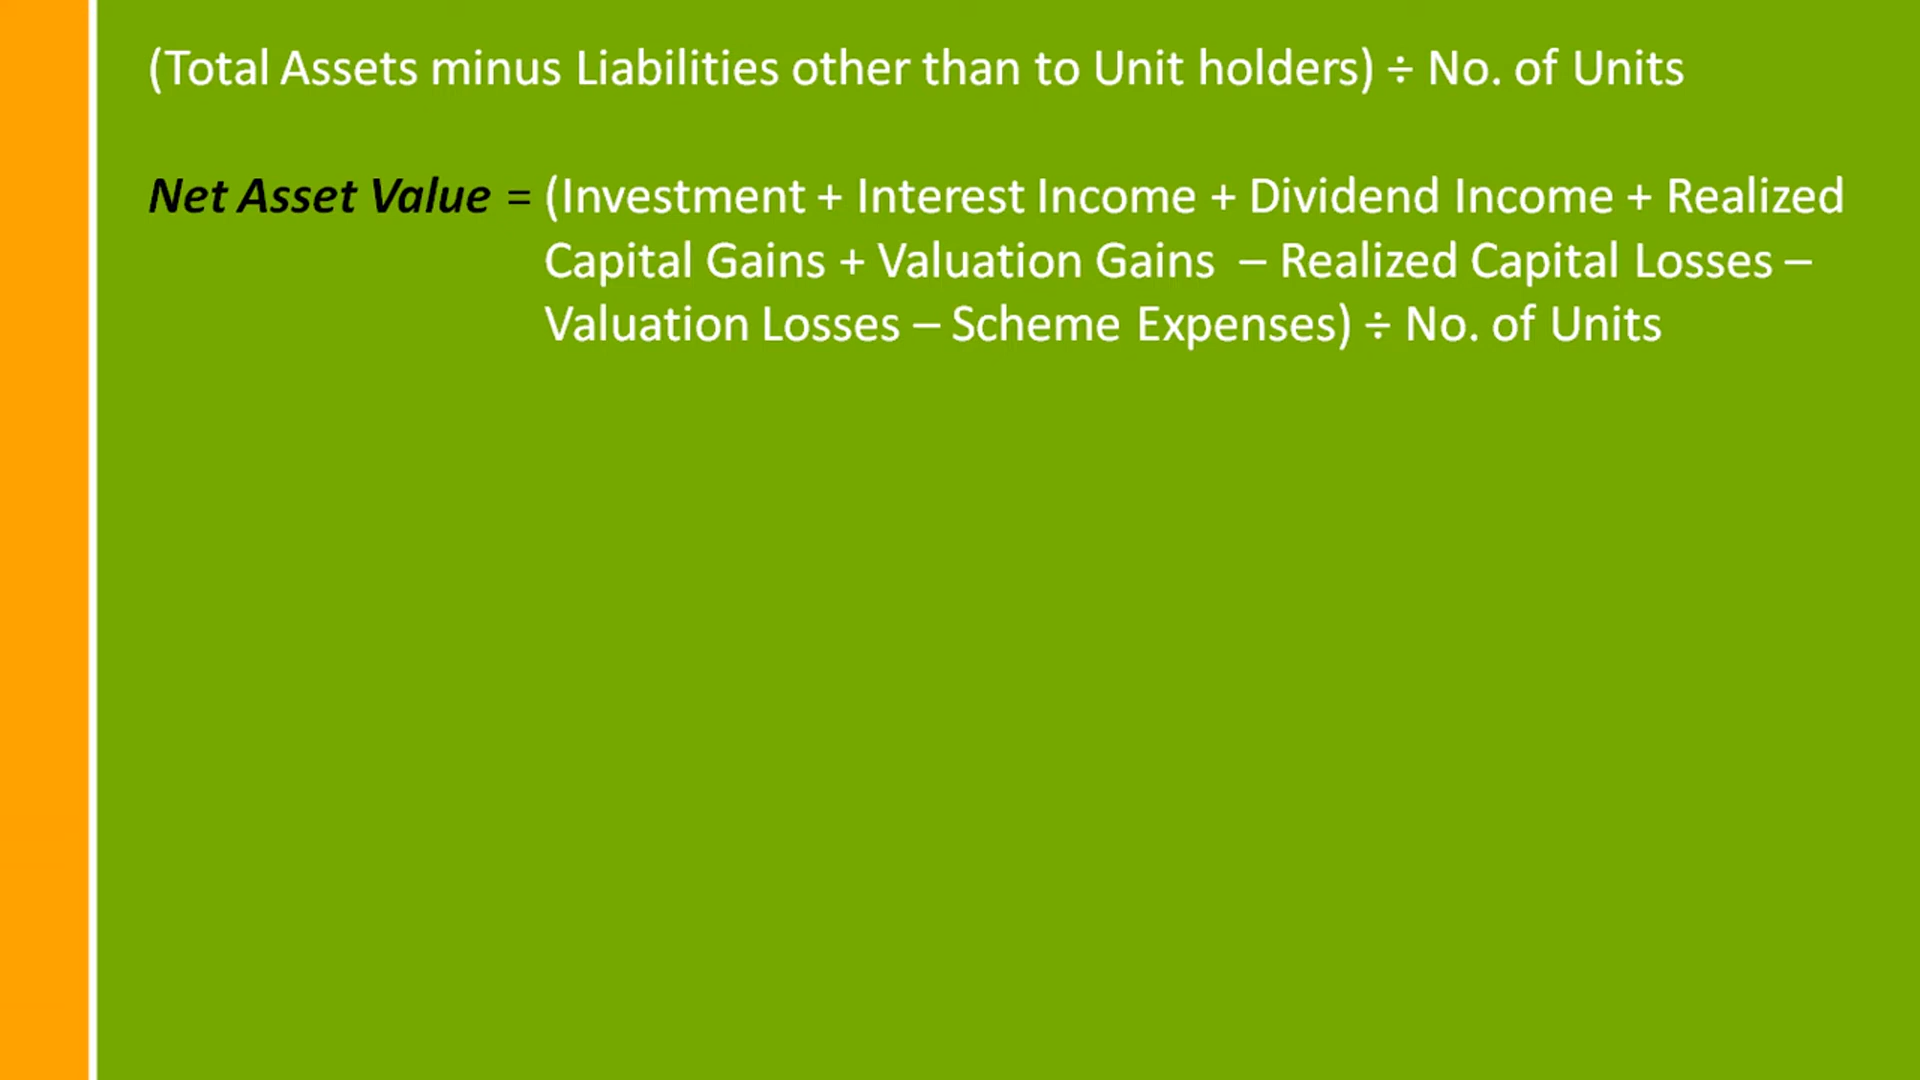 (Total Assets minus Liabilities other than to Unit holders) ÷ No. of Units
Net Asset Value = (Investment + Interest Income + Dividend Income + Realized
Capital Gains + Valuation Gains – Realized Capital Losses –
Valuation Losses – Scheme Expenses) ÷ No. of Units